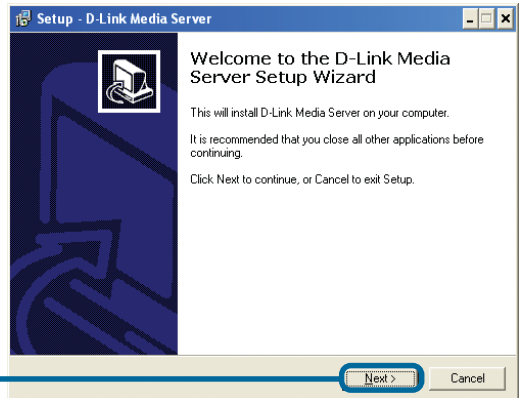 Setup - D-Link Media Server
Welcome to the D-Link Media
Server Setup Wizard
This will install D-Link Media Server on your computer.
It is recommended that you close all other applications before
continuing.
Click Next to continue, or Cancel to exit Setup.
Next >
Cancel